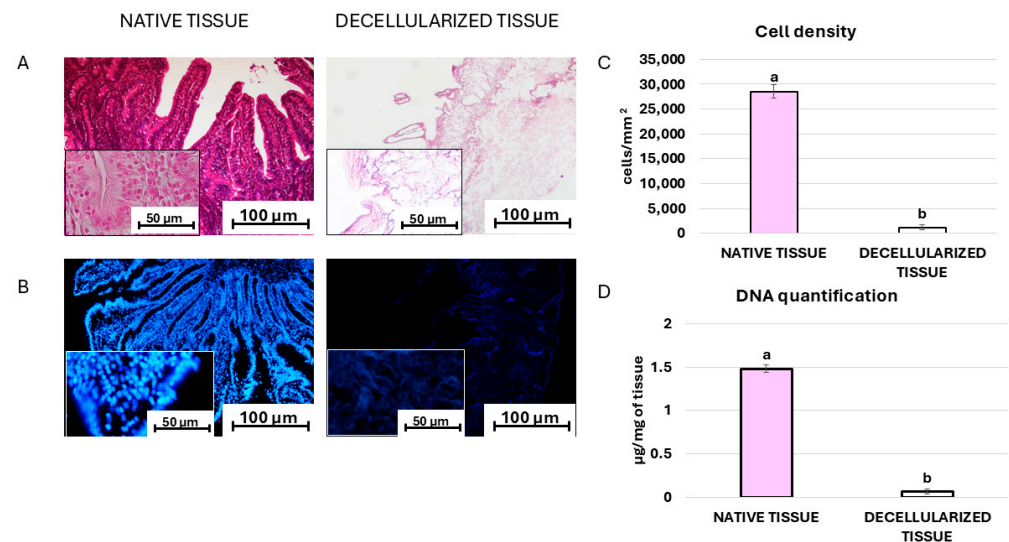 NATIVE TISSUE
DECELLULARIZED TISSUE
A
50 µm
100 µm
50 µm
100 µm
B
50 µm
100 µm
50 µm
100 µm
C
Cell density
cells/mm²
35,000
30,000
25,000
20,000
15,000
10,000
5,000
0
a
b
NATIVE TISSUE
DECELLULARIZED
TISSUE
D
DNA quantification
µg/mg of tissue
2
1.5
1
0.5
0
a
b
NATIVE TISSUE
DECELLULARIZED
TISSUE